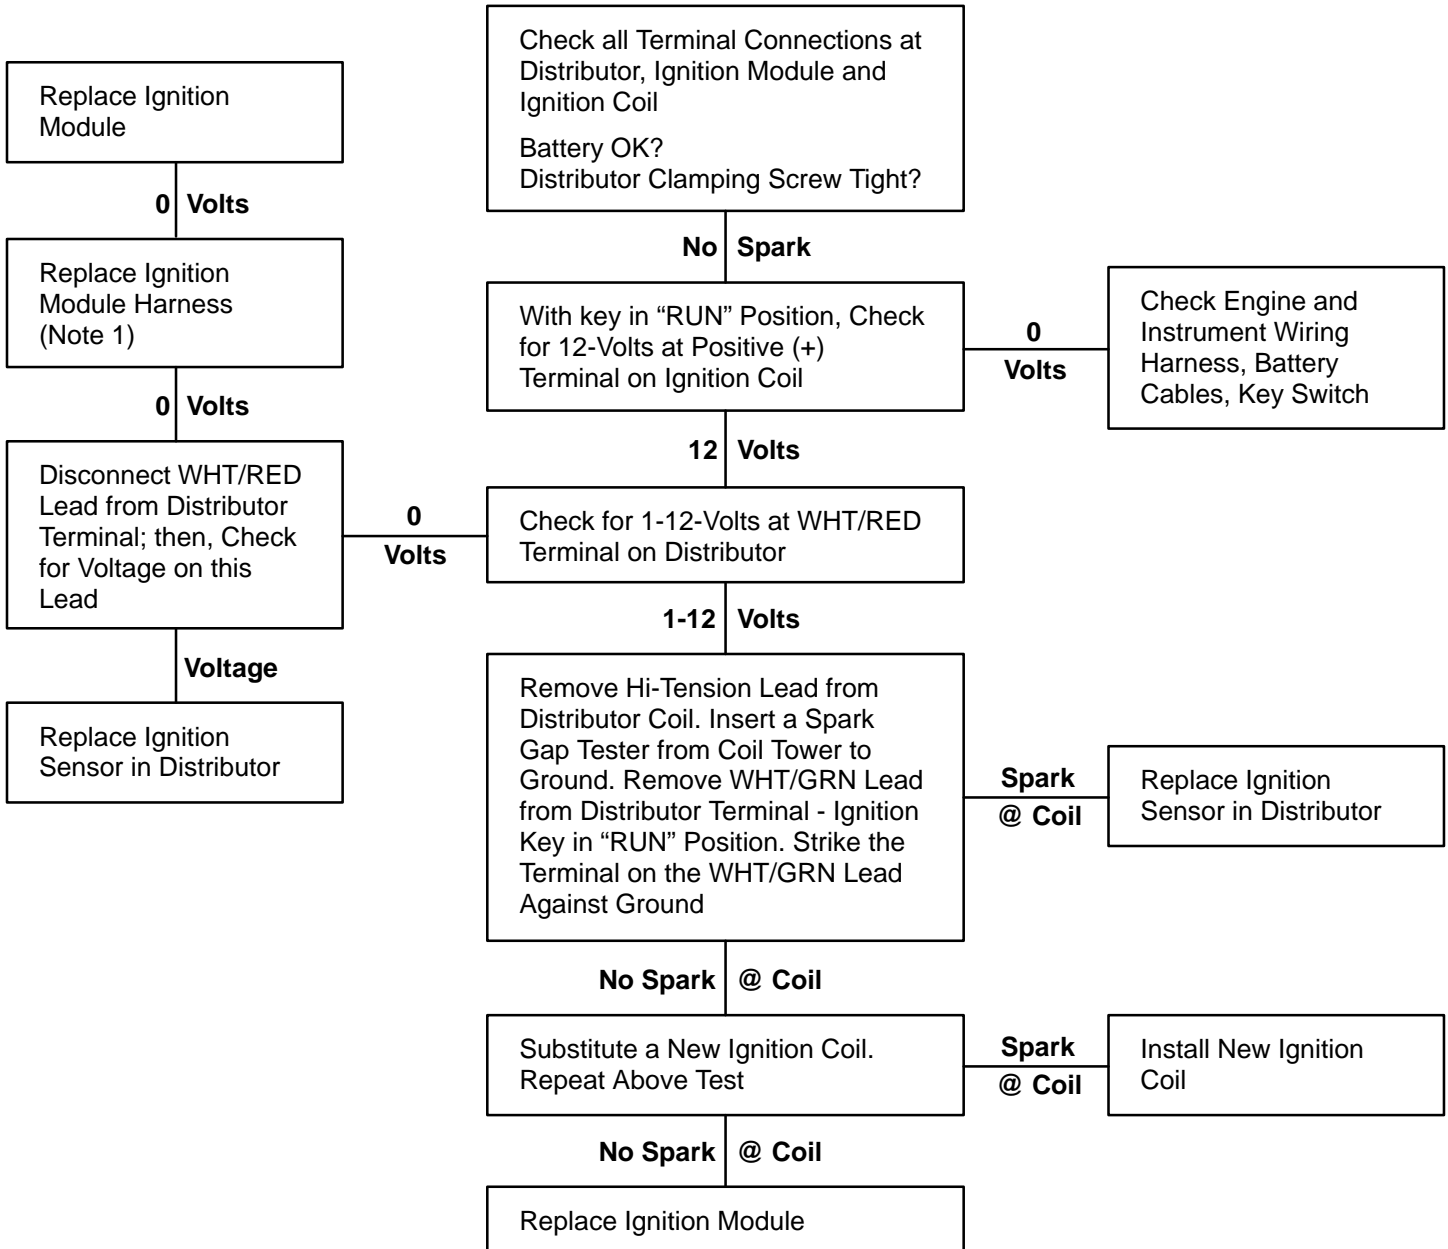 Check all Terminal Connections at
Distributor, Ignition Module and
Ignition Coil
Battery OK?
Distributor Clamping Screw Tight?
No Spark
With key in “RUN” Position, Check
for 12-Volts at Positive (+)
Terminal on Ignition Coil
0
Volts
Check Engine and
Instrument Wiring
Harness, Battery
Cables, Key Switch
12 Volts
Check for 1-12-Volts at WHT/RED
Terminal on Distributor
0
Volts
Disconnect WHT/RED
Lead from Distributor
Terminal; then, Check
for Voltage on this
Lead
0 Volts
Replace Ignition
Module Harness
(Note 1)
0 Volts
Replace Ignition
Module
Voltage
Replace Ignition
Sensor in Distributor
1-12 Volts
Remove Hi-Tension Lead from
Distributor Coil. Insert a Spark
Gap Tester from Coil Tower to
Ground. Remove WHT/GRN Lead
from Distributor Terminal - Ignition
Key in “RUN” Position. Strike the
Terminal on the WHT/GRN Lead
Against Ground
Spark
@ Coil
Replace Ignition
Sensor in Distributor
No Spark @ Coil
Substitute a New Ignition Coil.
Repeat Above Test
Spark
@ Coil
Install New Ignition
Coil
No Spark @ Coil
Replace Ignition Module